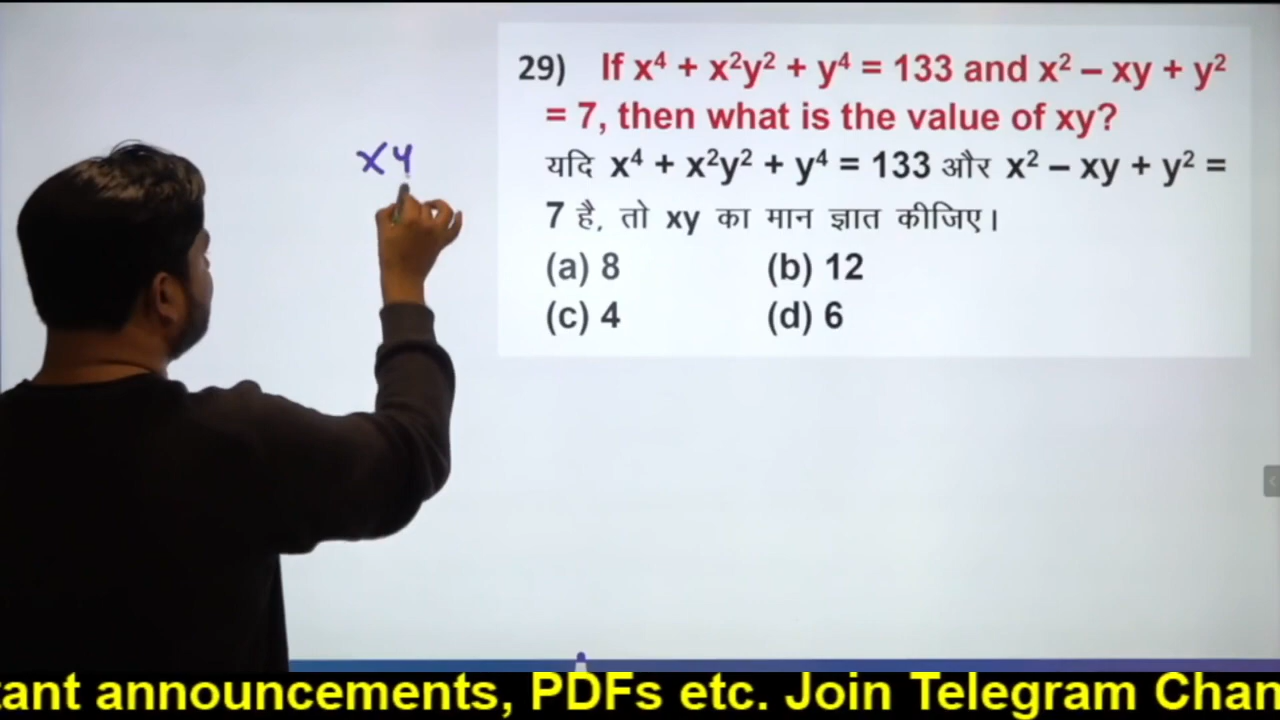 29) If x⁴ + x²y² + y⁴ = 133 and x² – xy + y²
= 7, then what is the value of xy?
यदि x⁴ + x²y² + y⁴ = 133 और x² – xy + y² =
7 है, तो xy का मान ज्ञात कीजिए।
(a) 8 (b) 12
(c) 4 (d) 6
xy
tant announcements, PDFs etc. Join Telegram Chan